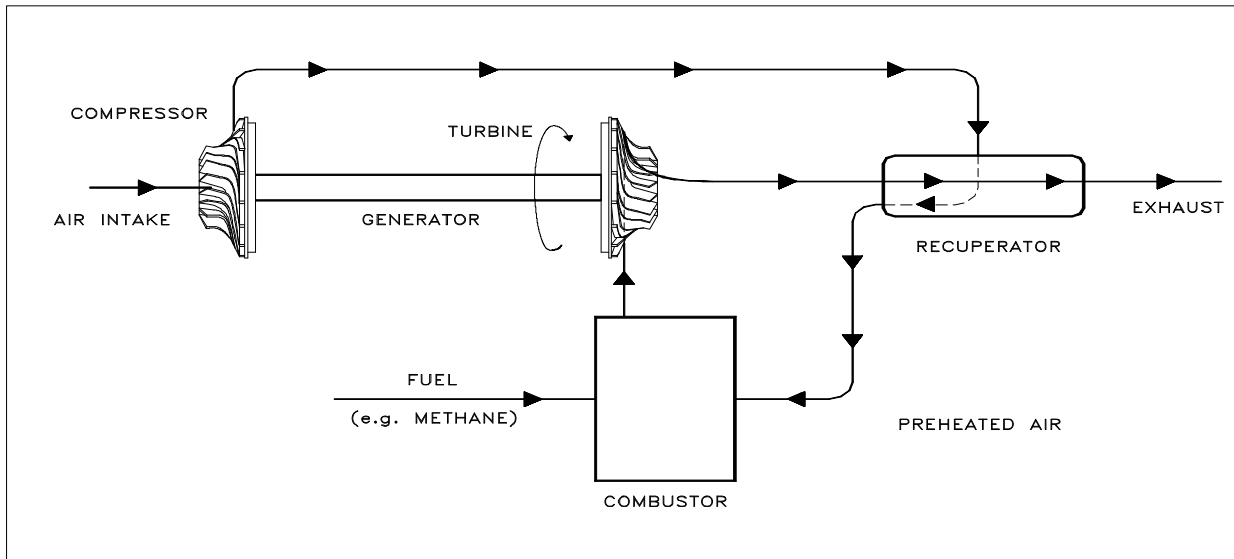 COMPRESSOR
TURBINE
AIR INTAKE
GENERATOR
EXHAUST
RECUPERATOR
FUEL
(e.g. METHANE)
PREHEATED AIR
COMBUSTOR